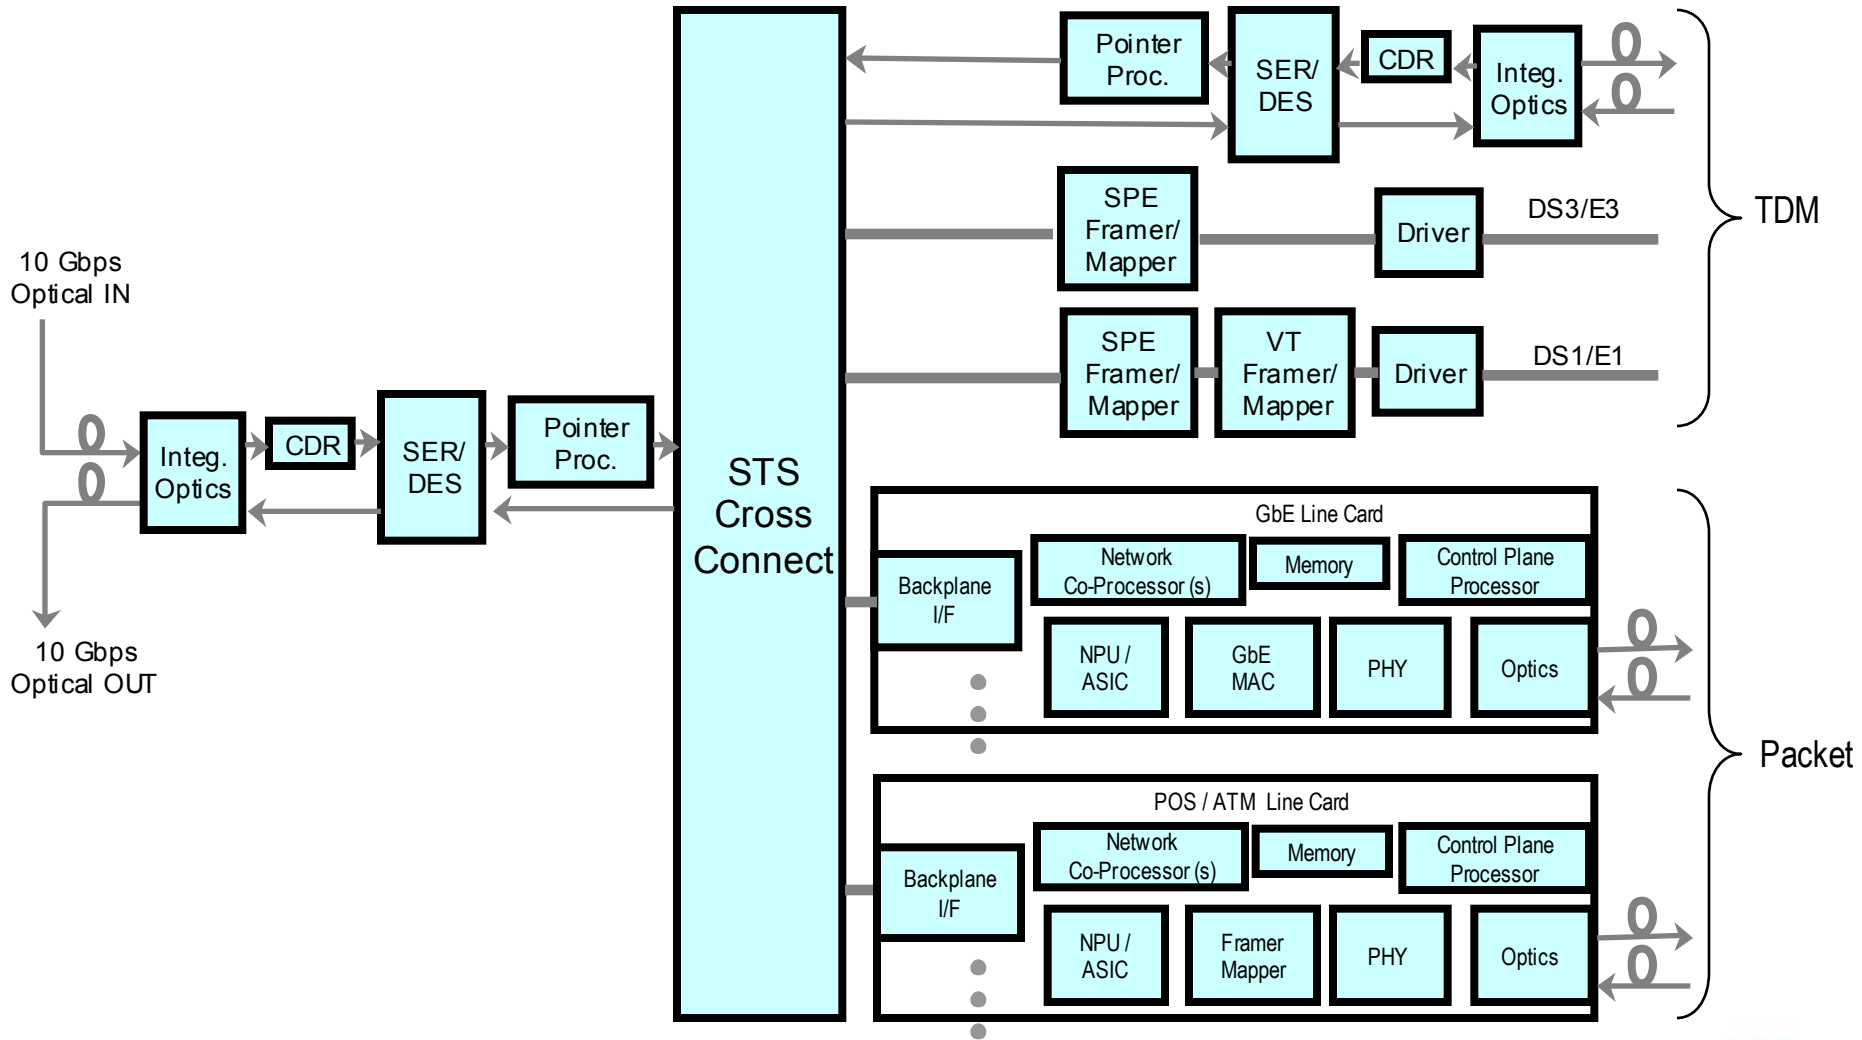 10 Gbps
Optical IN
Integ.
Optics
CDR
SER/
DES
Pointer
Proc.
10 Gbps
Optical OUT
STS
Cross
Connect
Pointer
Proc.
SER/
DES
CDR
Integ.
Optics
SPE
Framer/
Mapper
Driver
DS3/E3
SPE
Framer/
Mapper
VT
Framer/
Mapper
Driver
DS1/E1
TDM
GbE Line Card
Backplane
I/F
Network
Co-Processor (s)
Memory
Control Plane
Processor
NPU /
ASIC
GbE
MAC
PHY
Optics
POS / ATM Line Card
Backplane
I/F
Network
Co-Processor (s)
Memory
Control Plane
Processor
NPU /
ASIC
Framer
Mapper
PHY
Optics
Packet